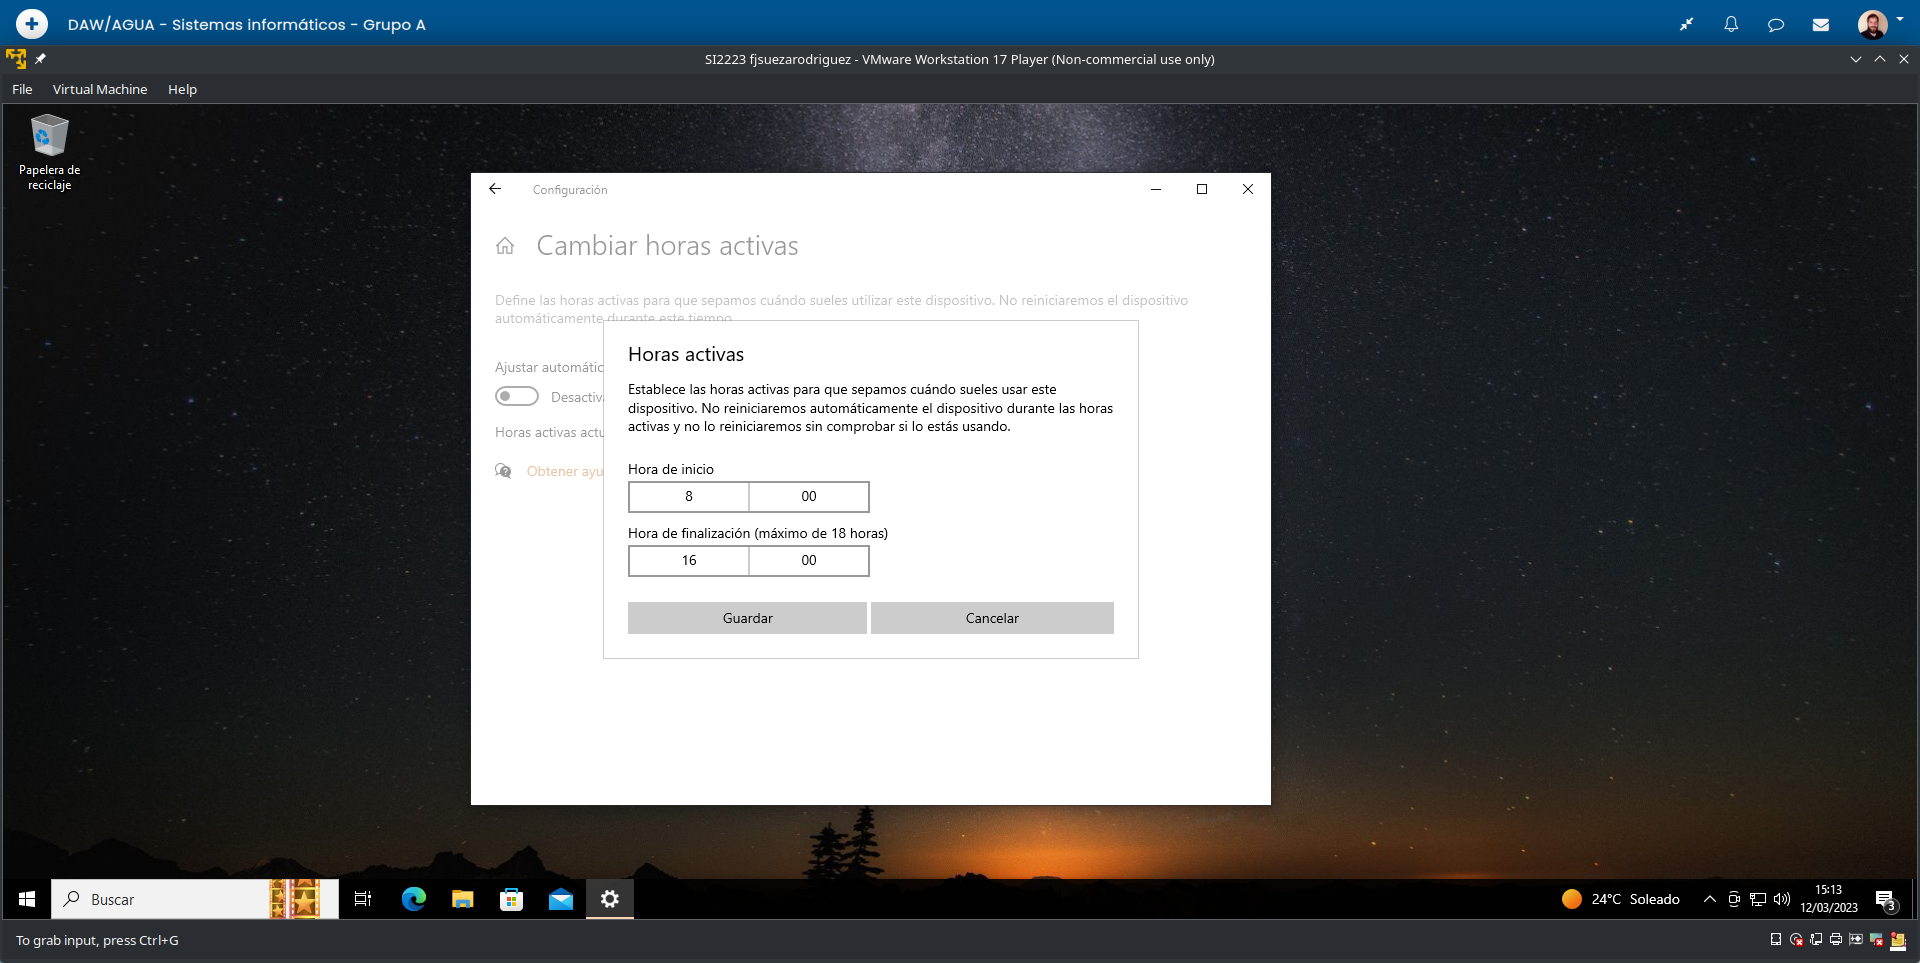 DAW/AGUA - Sistemas informáticos - Grupo A
SI2223 fjsuezarodriguez - VMware Workstation 17 Player (Non-commercial use only)
File Virtual Machine Help
Papelera de
reciclaje
Configuración
Cambiar horas activas
Define las horas activas para que sepamos cuándo sueles utilizar este dispositivo. No reiniciaremos el dispositivo
automáticamente durante este tiempo
Ajustar automátic
Desactiva
Horas activas actu
Obtener ayu
Horas activas
Establece las horas activas para que sepamos cuándo sueles usar este
dispositivo. No reiniciaremos automáticamente el dispositivo durante las horas
activas y no lo reiniciaremos sin comprobar si lo estás usando.
Hora de inicio
8 00
Hora de finalización (máximo de 18 horas)
16 00
Guardar Cancelar
Buscar
24°C Soleado
15:13
12/03/2023
3
To grab input, press Ctrl+G